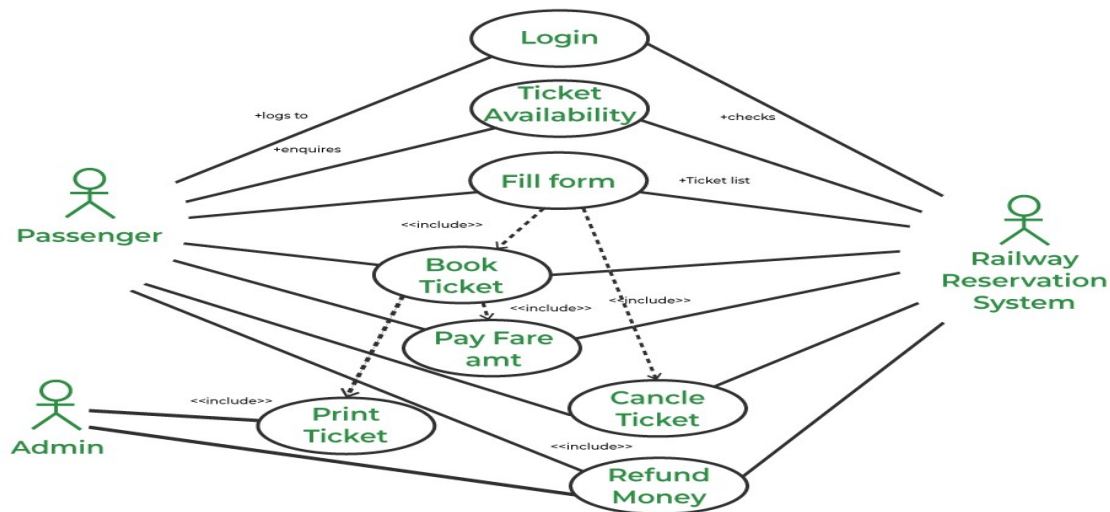 Login
Ticket
Availability
+logs to
+checks
+enquires
Fill form
+Ticket list
Passenger
<<include>>
Railway
Reservation
System
Book
Ticket
<<include>>
<<include>>
Pay Fare
amt
<<include>>
Print
Ticket
Cancle
Ticket
Admin
<<include>>
Refund
Money